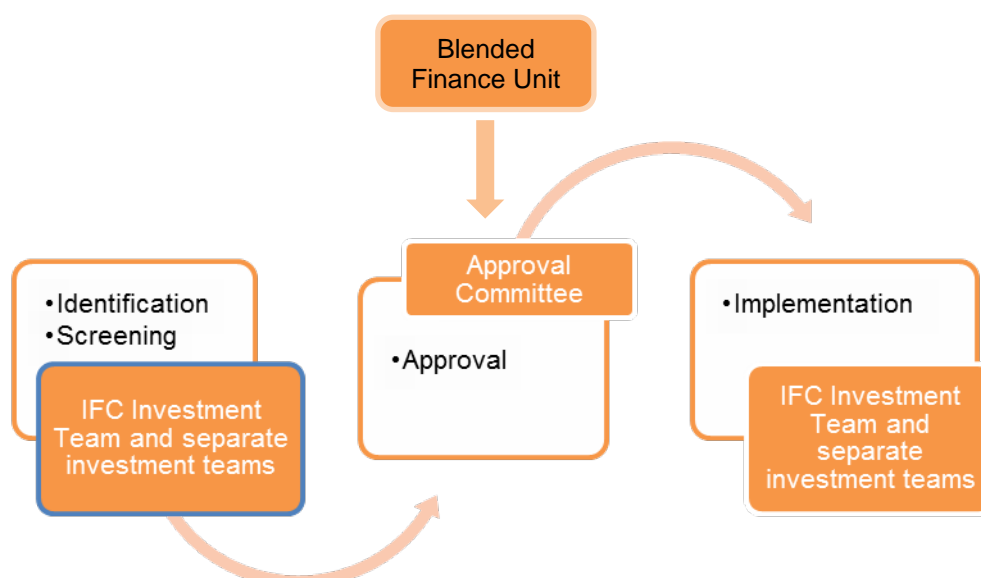 Blended
Finance Unit
•Identification
•Screening
IFC Investment
Team and separate
investment teams
Approval
Committee
•Approval
•Implementation
IFC Investment
Team and
separate
investment teams